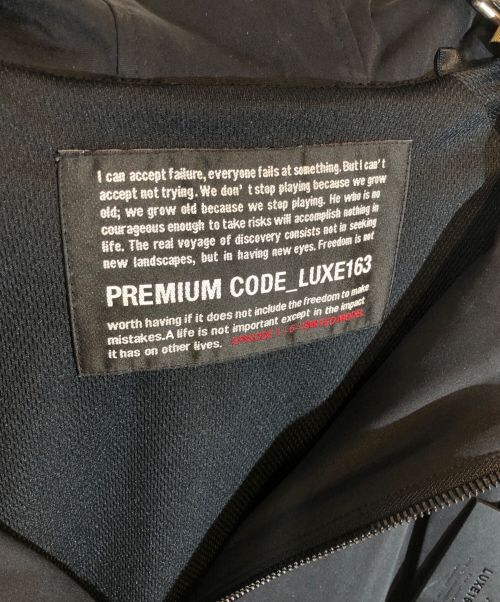 I can accept failure, everyone fails at something. But I can't
accept not trying. We don't stop playing because we grow
old; we grow old because we stop playing. He who is no
courageous enough to take risks will accomplish nothing in
life. The real voyage of discovery consists not in seeking
new landscapes, but in having new eyes. Freedom is not
PREMIUM CODE_LUXE163
worth having if it does not include the freedom to make
mistakes.A life is not important except in the impact
it has on other lives.
LUXE16